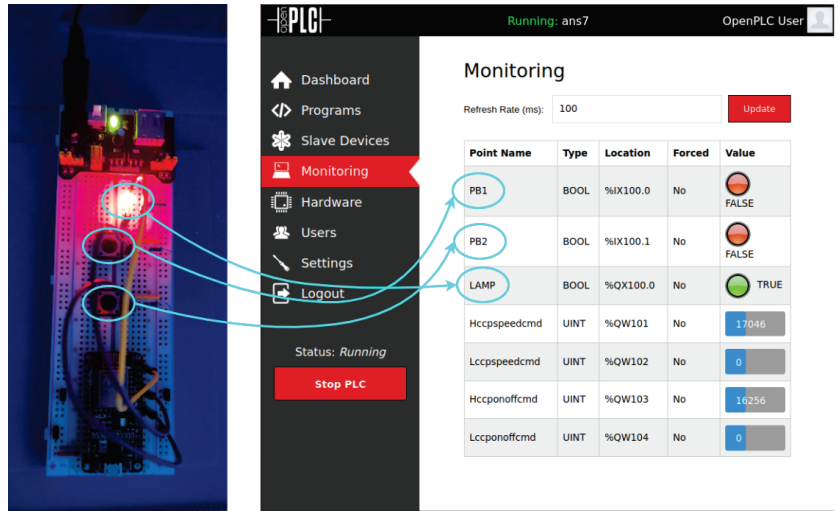 open PLC
Running: ans7
OpenPLC User
Dashboard
Programs
Slave Devices
Monitoring
Hardware
Users
Settings
Logout
Status: Running
Stop PLC
Monitoring
Refresh Rate (ms): 100 Update
Point Name Type Location Forced Value
PB1 BOOL %IX100.0 No FALSE
PB2 BOOL %IX100.1 No FALSE
LAMP BOOL %QX100.0 No TRUE
Hccpspeedcmd UINT %QW101 No 17046
Lccpspeedcmd UINT %QW102 No 0
Hccponoffcmd UINT %QW103 No 16256
Lccponoffcmd UINT %QW104 No 0